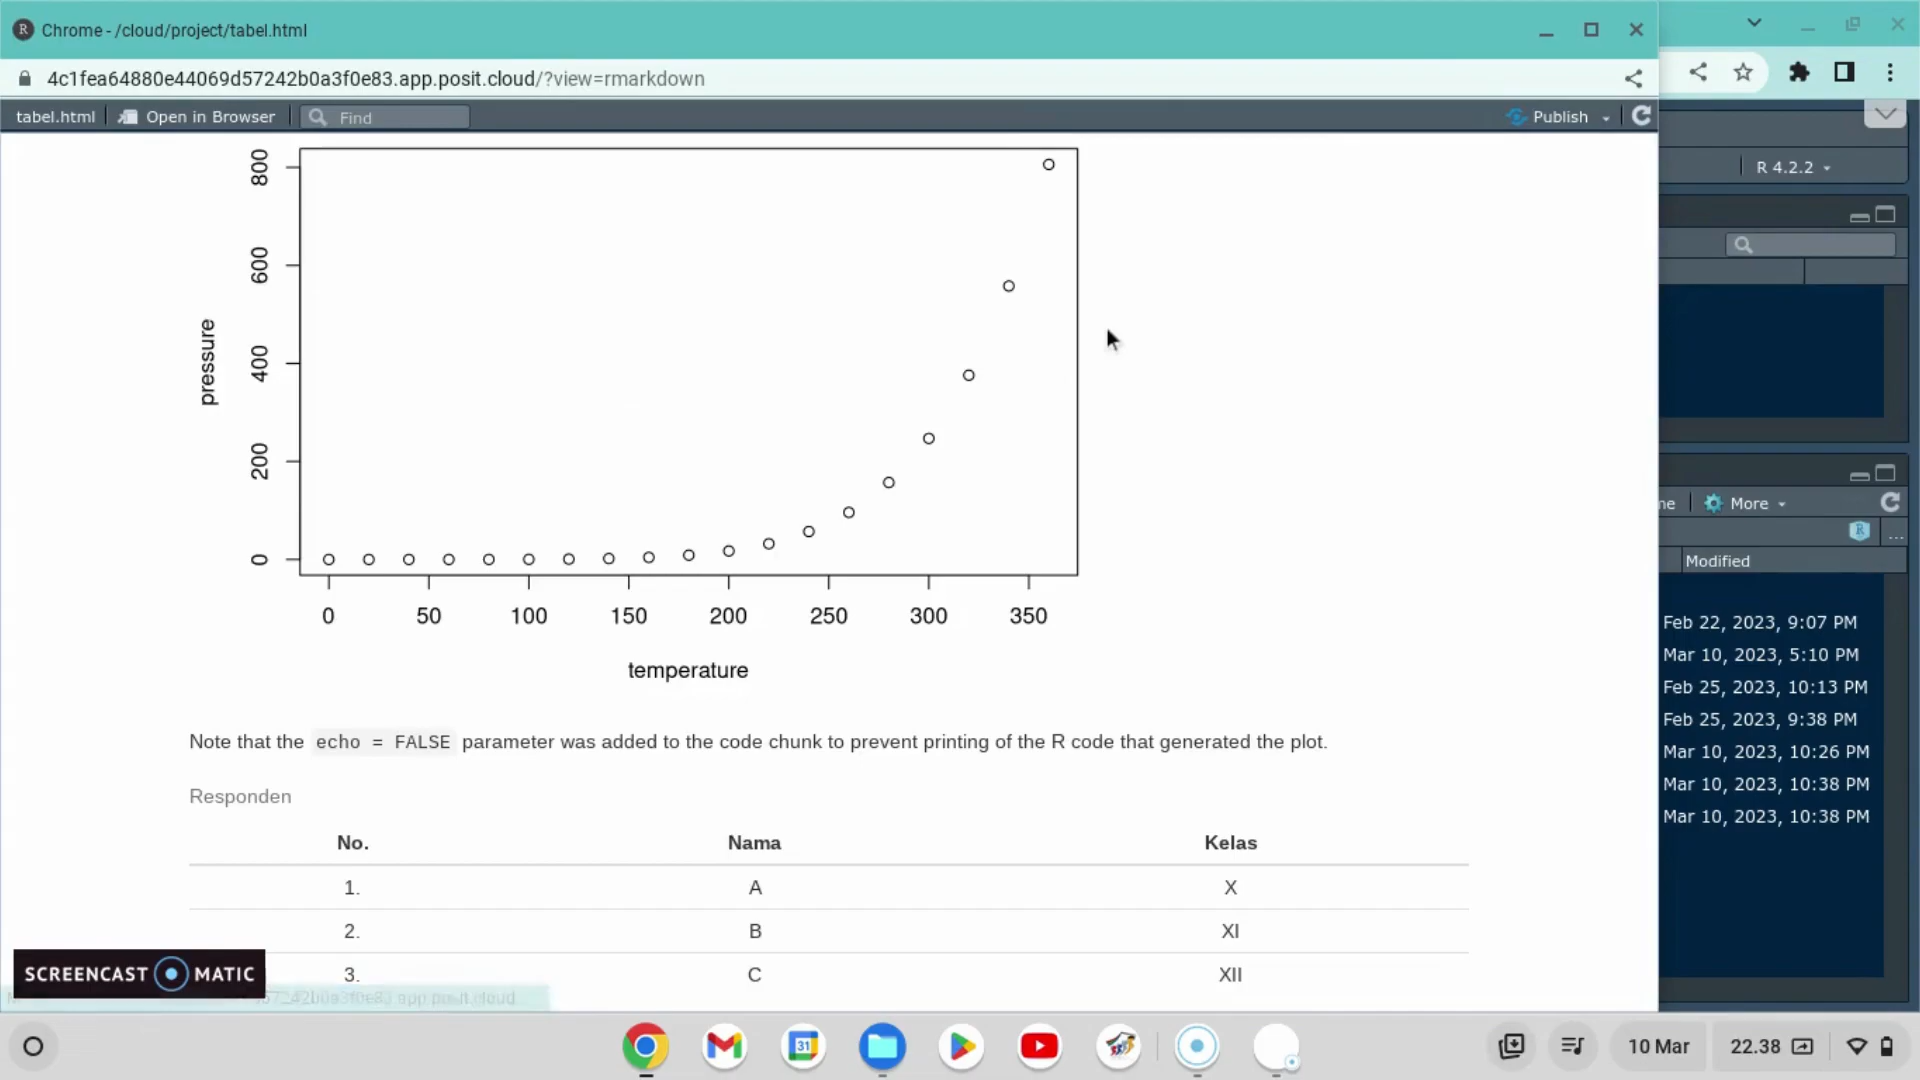 Chrome - /cloud/project/tabel.html
4c1fea64880e44069d57242b0a3f0e83.app.posit.cloud/?view=rmarkdown
tabel.html Open in Browser Find Publish
R 4.2.2
800
600
400
200
0
pressure
0 50 100 150 200 250 300 350
temperature
More
Modified
Feb 22, 2023, 9:07 PM
Mar 10, 2023, 5:10 PM
Feb 25, 2023, 10:13 PM
Feb 25, 2023, 9:38 PM
Mar 10, 2023, 10:26 PM
Mar 10, 2023, 10:38 PM
Mar 10, 2023, 10:38 PM
Note that the echo = FALSE parameter was added to the code chunk to prevent printing of the R code that generated the plot.
Responden
No. Nama Kelas
1. A X
2. B XI
3. C XII
SCREENCAST MATIC
31
10 Mar 22.38